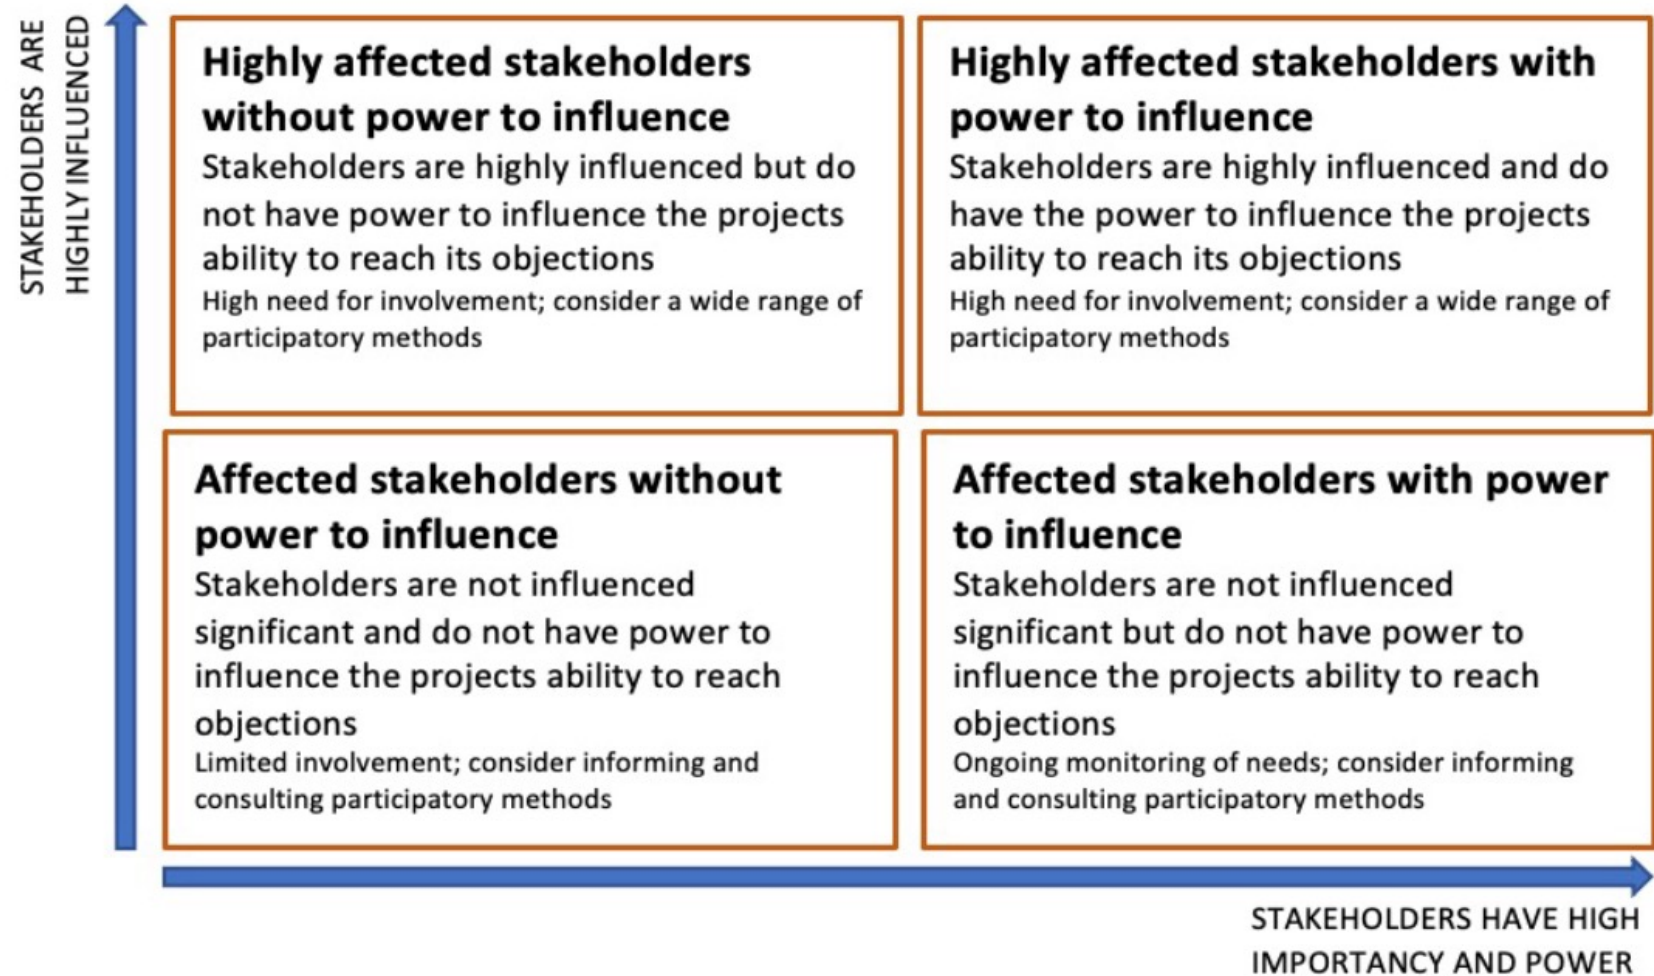 STAKEHOLDERS ARE
HIGHLY INFLUENCED
Highly affected stakeholders
without power to influence
Stakeholders are highly influenced but do
not have power to influence the projects
ability to reach its objections
High need for involvement; consider a wide range of
participatory methods
Highly affected stakeholders with
power to influence
Stakeholders are highly influenced and do
have the power to influence the projects
ability to reach its objections
High need for involvement; consider a wide range of
participatory methods
Affected stakeholders without
power to influence
Stakeholders are not influenced
significant and do not have power to
influence the projects ability to reach
objections
Limited involvement; consider informing and
consulting participatory methods
Affected stakeholders with power
to influence
Stakeholders are not influenced
significant but do not have power to
influence the projects ability to reach
objections
Ongoing monitoring of needs; consider informing
and consulting participatory methods
STAKEHOLDERS HAVE HIGH
IMPORTANCY AND POWER